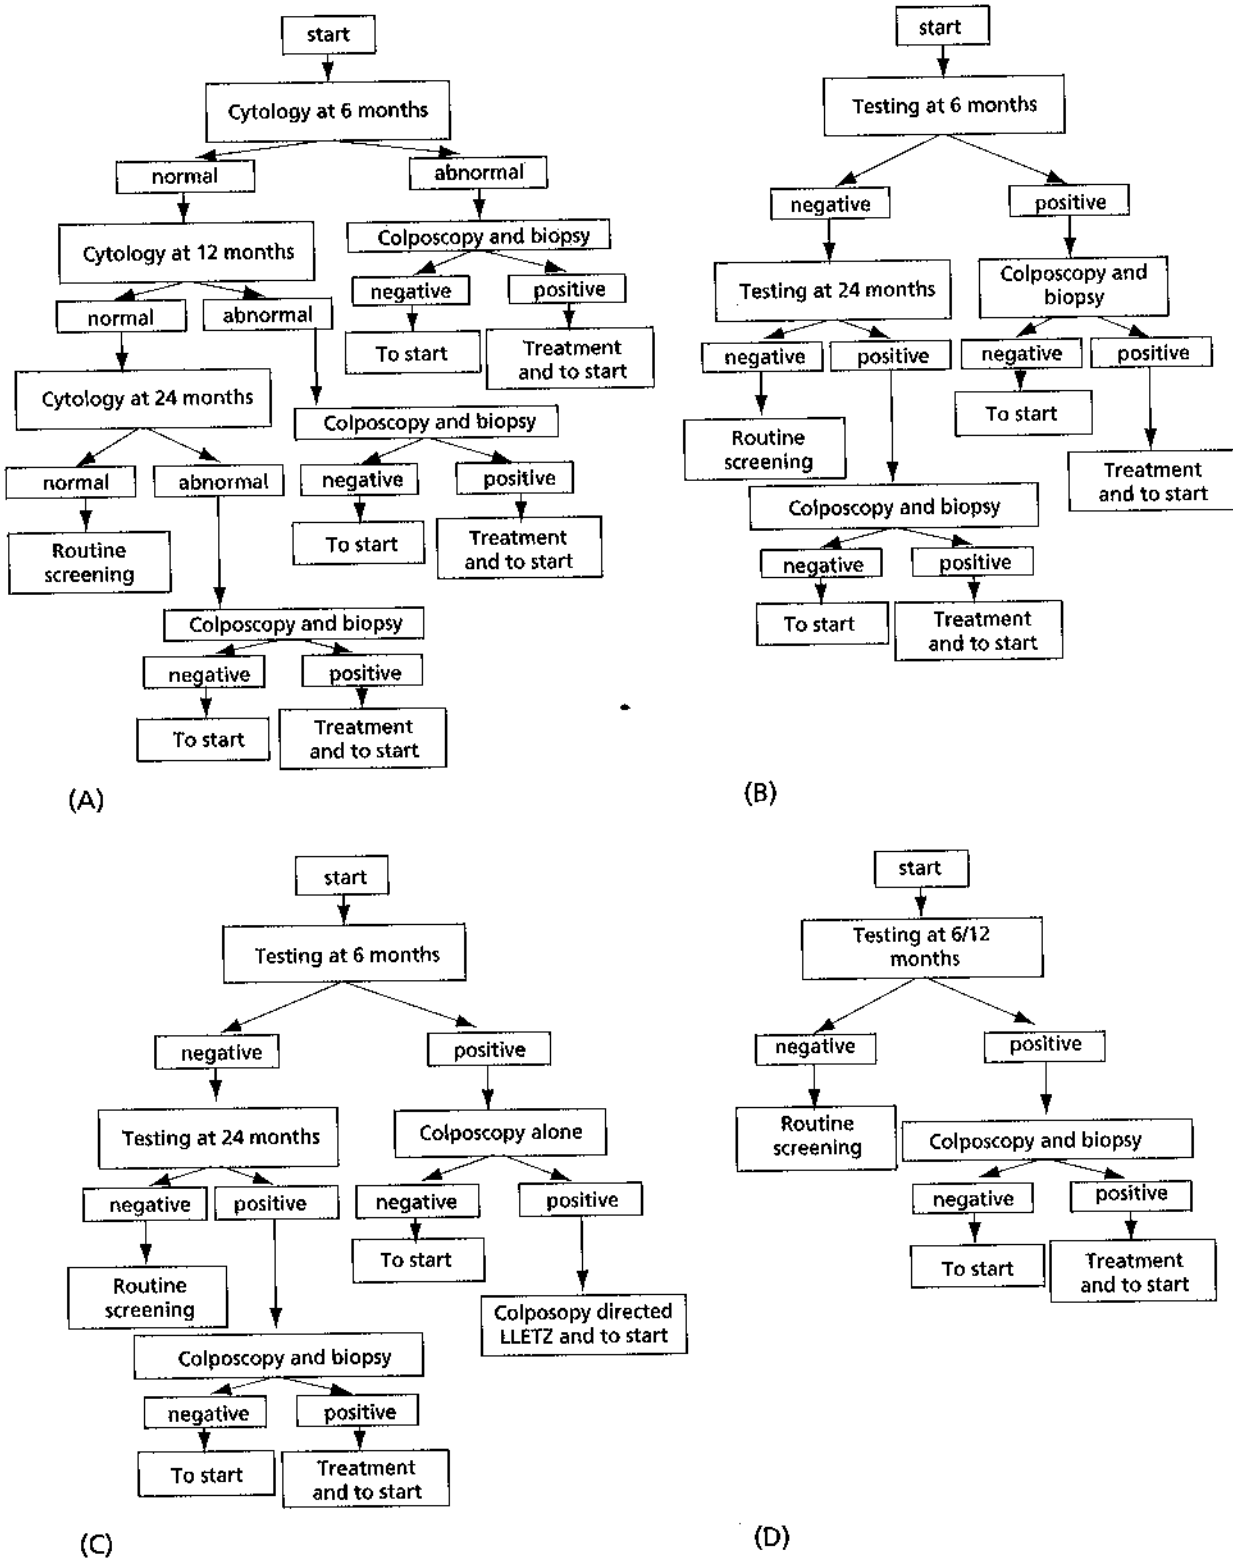 start
Cytology at 6 months
normal
abnormal
Cytology at 12 months
Colposcopy and biopsy
normal
abnormal
negative
positive
To start
Treatment
and to start
Cytology at 24 months
Colposcopy and biopsy
normal
abnormal
negative
positive
Routine
screening
To start
Treatment
and to start
Colposcopy and biopsy
negative
positive
To start
Treatment
and to start
(A)
start
Testing at 6 months
negative
positive
Testing at 24 months
Colposcopy and
biopsy
negative
positive
negative
positive
To start
Routine
screening
Treatment
and to start
Colposcopy and biopsy
negative
positive
To start
Treatment
and to start
(B)
start
Testing at 6 months
negative
positive
Testing at 24 months
Colposcopy alone
negative
positive
negative
positive
To start
Routine
screening
Colposopy directed
LLETZ and to start
Colposcopy and biopsy
negative
positive
To start
Treatment
and to start
(C)
start
Testing at 6/12
months
negative
positive
Routine
screening
Colposcopy and biopsy
negative
positive
To start
Treatment
and to start
(D)